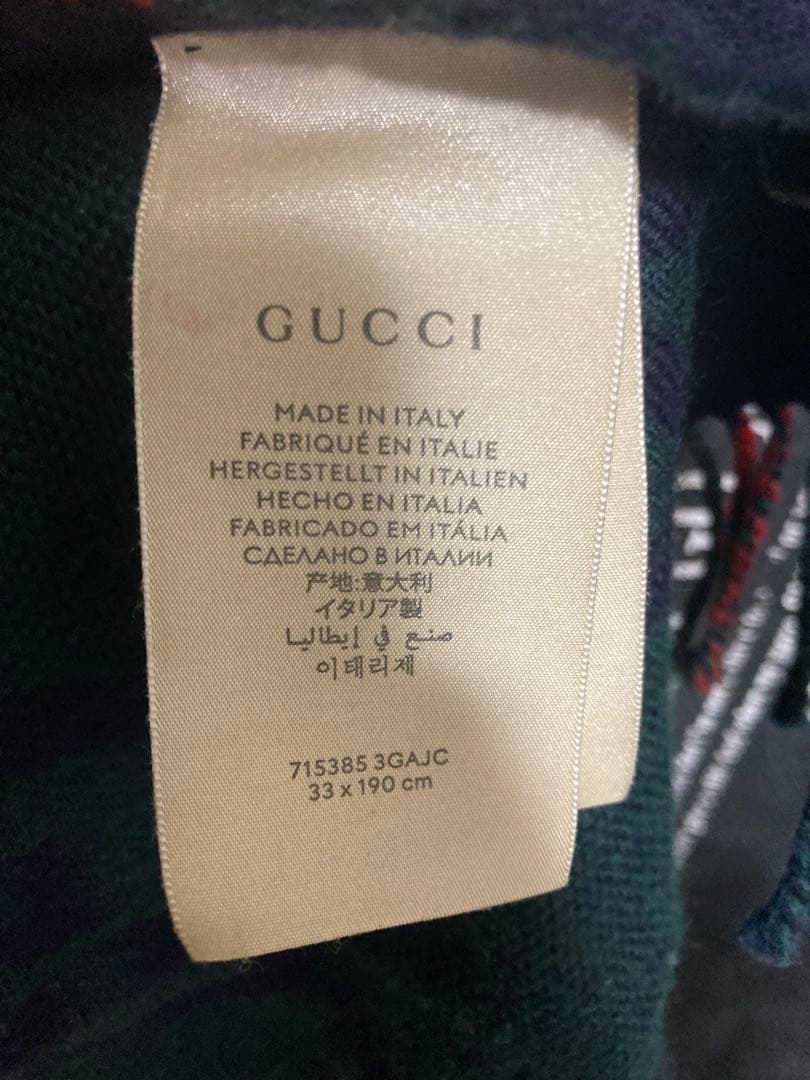 GUCCI
MADE IN ITALY
FABRIQUÉ EN ITALIE
HERGESTELLT IN ITALIEN
HECHO EN ITALIA
FABRICADO EM ITÁLIA
СДЕЛАНО В ИТАЛИИ
产地:意大利
イタリア製
صنع في إيطاليا
이태리제
715385 3GAJC
33 x 190 cm